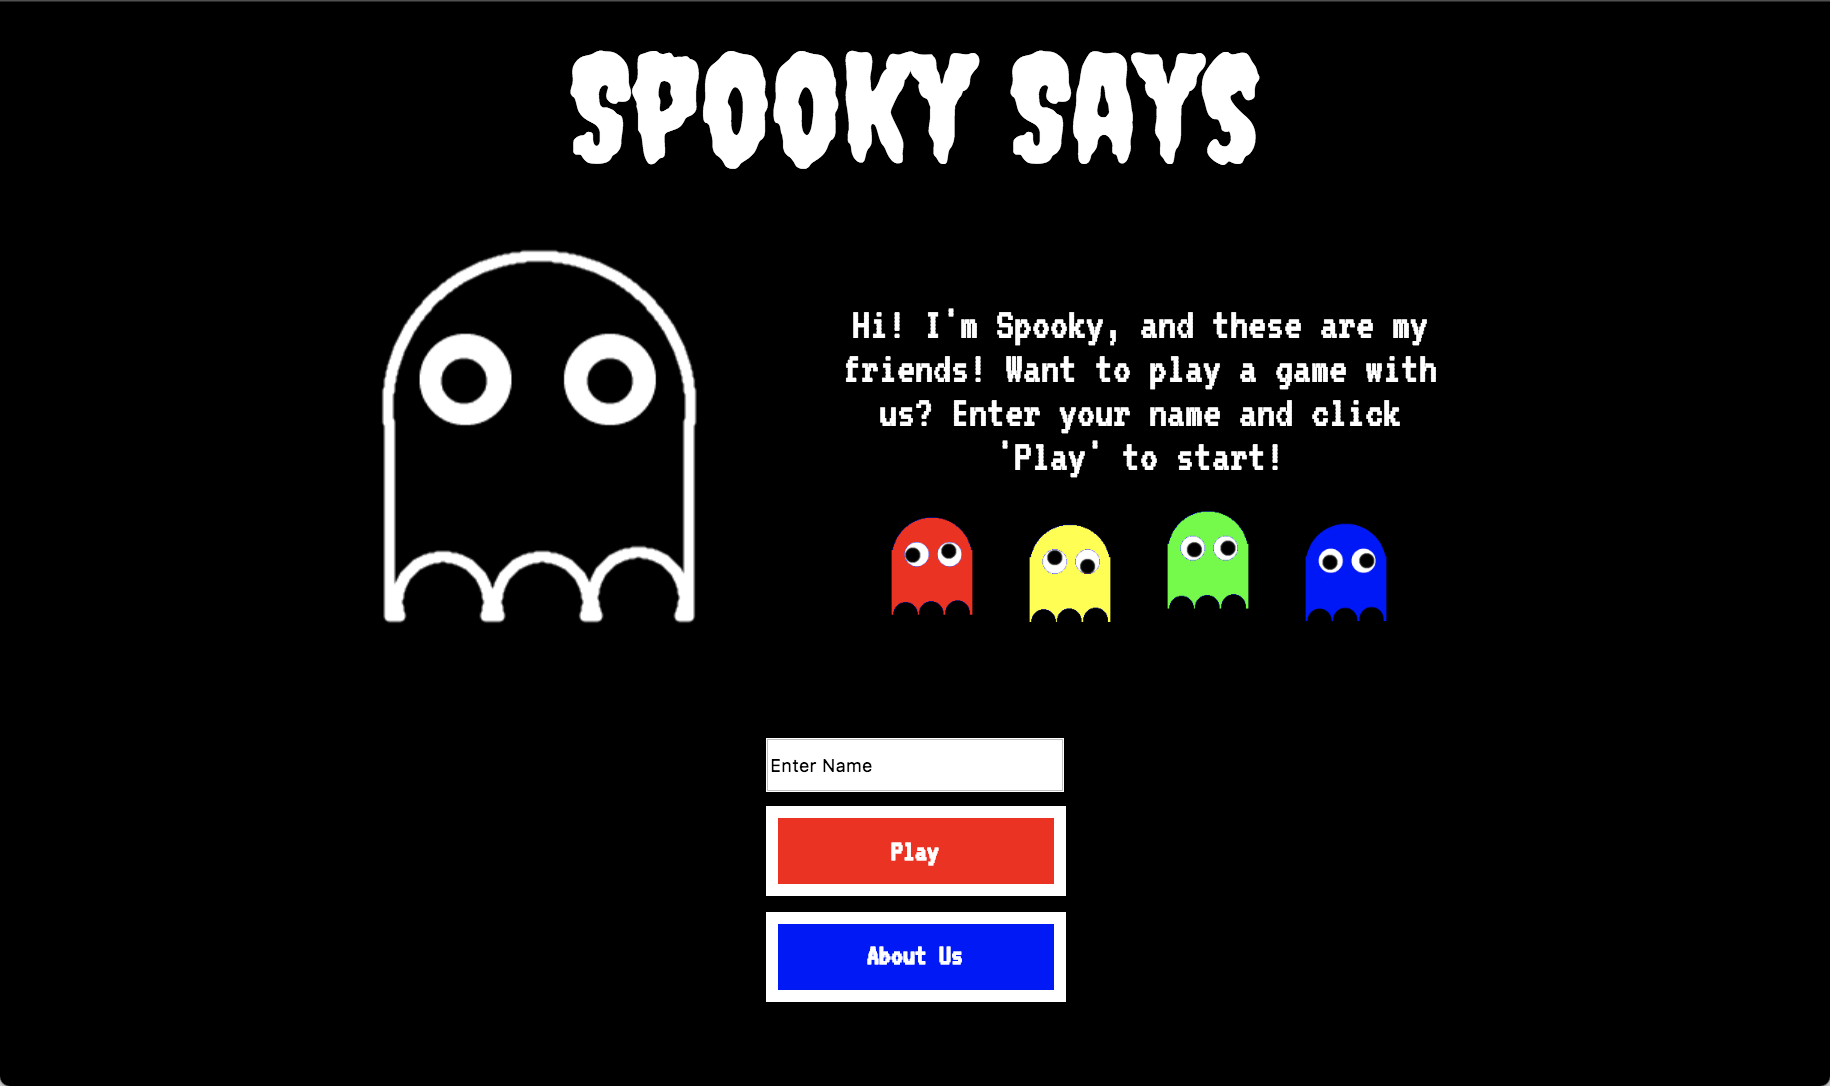 SPOOKY SAYS
Hi! I'm Spooky, and these are my
friends! Want to play a game with
us? Enter your name and click
'Play' to start!
Enter Name
Play
About Us